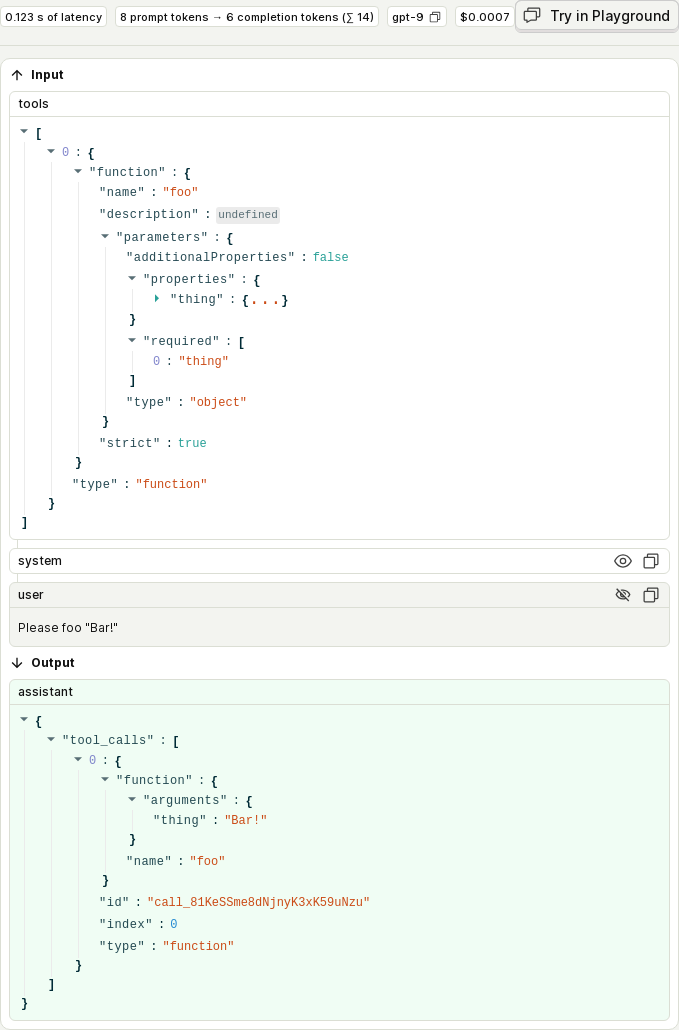 0.123 s of latency 8 prompt tokens → 6 completion tokens (∑ 14) gpt-9 $0.0007 Try in Playground
Input
tools
[
0 : {
"function" : {
"name" : "foo"
"description" : undefined
"parameters" : {
"additionalProperties" : false
"properties" : {
"thing" : {...}
}
"required" : [
0 : "thing"
]
"type" : "object"
}
"strict" : true
}
"type" : "function"
}
]
system
user
Please foo "Bar!"
Output
assistant
{
"tool_calls" : [
0 : {
"function" : {
"arguments" : {
"thing" : "Bar!"
}
"name" : "foo"
}
"id" : "call_81KeSSme8dNjnyK3xK59uNzu"
"index" : 0
"type" : "function"
}
]
}